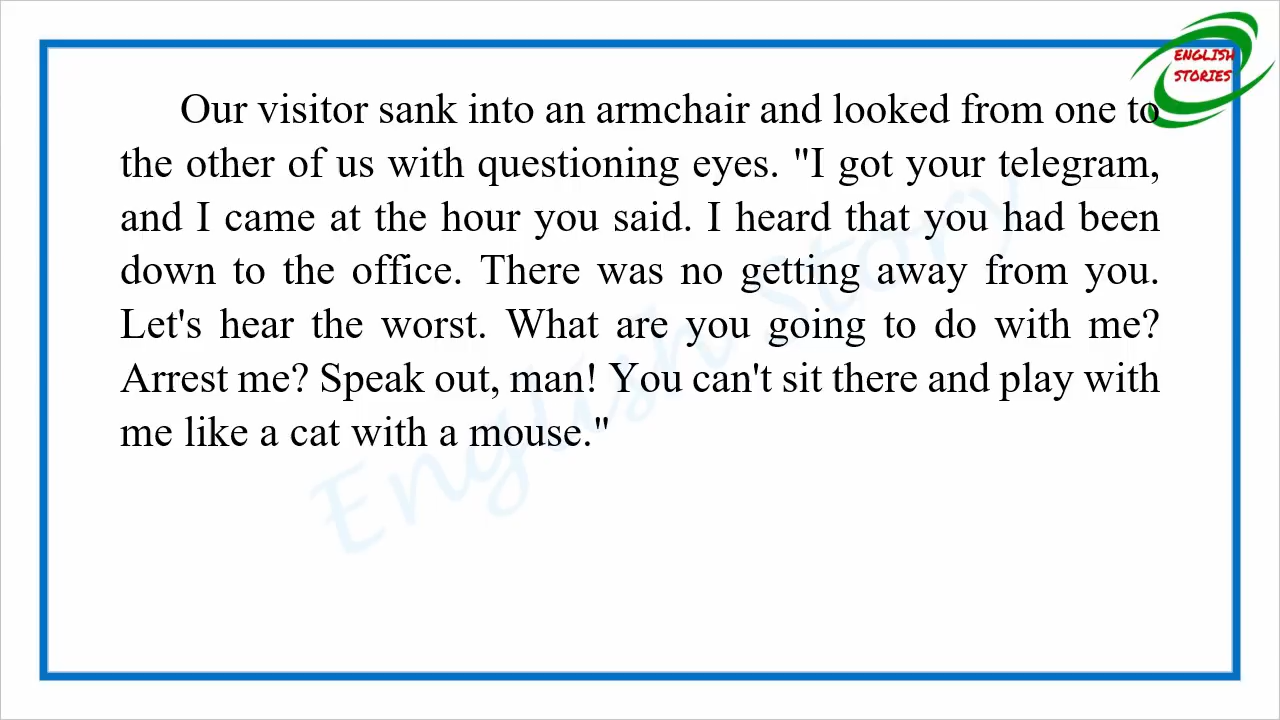 ENGLISH
STORIES
Our visitor sank into an armchair and looked from one to
the other of us with questioning eyes. "I got your telegram,
and I came at the hour you said. I heard that you had been
down to the office. There was no getting away from you.
Let's hear the worst. What are you going to do with me?
Arrest me? Speak out, man! You can't sit there and play with
me like a cat with a mouse."
English Story